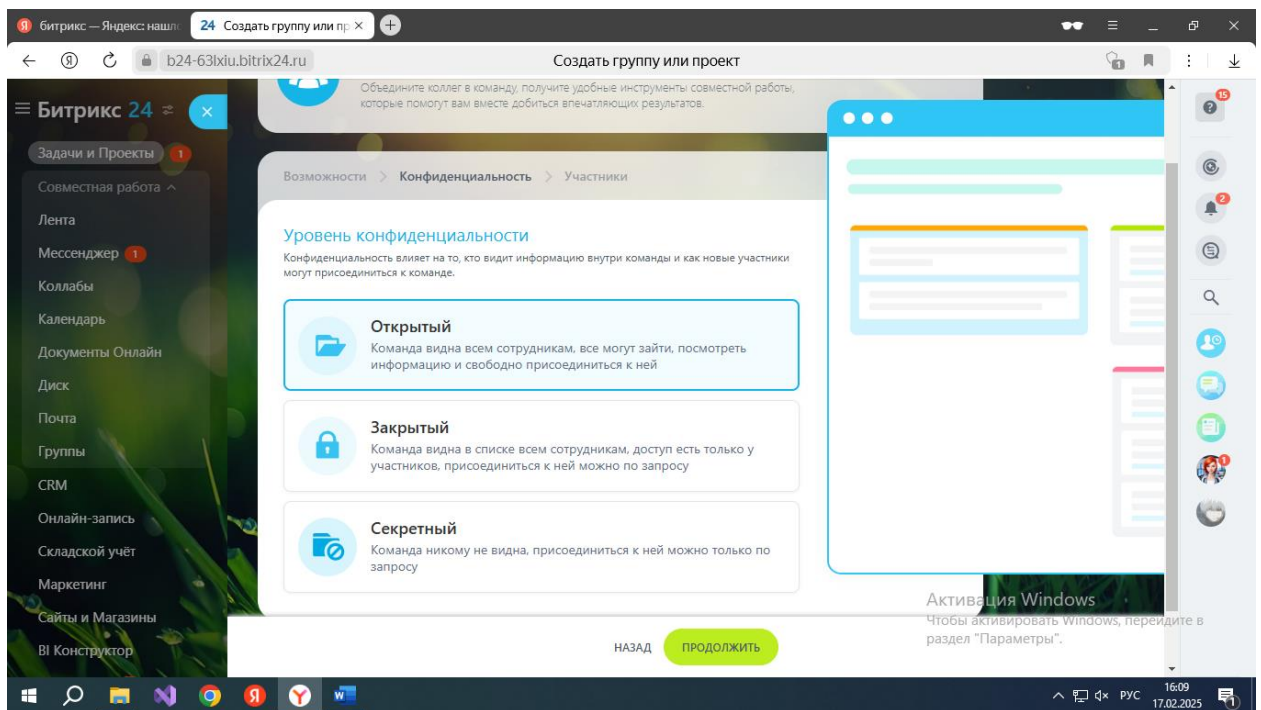 битрикс — Яндекс: нашл
24 Создать группу или пр
b24-63lxiu.bitrix24.ru
Создать группу или проект
Битрикс 24
Задачи и Проекты 1
Совместная работа
Лента
Мессенджер 1
Коллабы
Календарь
Документы Онлайн
Диск
Почта
Группы
CRM
Онлайн-запись
Складской учёт
Маркетинг
Сайты и Магазины
BI Конструктор
Объедините коллег в команду, получите удобные инструменты совместной работы,
которые помогут вам вместе добиться впечатляющих результатов.
Возможности > Конфиденциальность > Участники
Уровень конфиденциальности
Конфиденциальность влияет на то, кто видит информацию внутри команды и как новые участники
могут присоединиться к команде.
Открытый
Команда видна всем сотрудникам, все могут зайти, посмотреть
информацию и свободно присоединиться к ней
Закрытый
Команда видна в списке всем сотрудникам, доступ есть только у
участников, присоединиться к ней можно по запросу
Секретный
Команда никому не видна, присоединиться к ней можно только по
запросу
НАЗАД
ПРОДОЛЖИТЬ
Активация Windows
Чтобы активировать Windows, перейдите в
раздел "Параметры".
15
2
1
1
РУС
16:09
17.02.2025
1